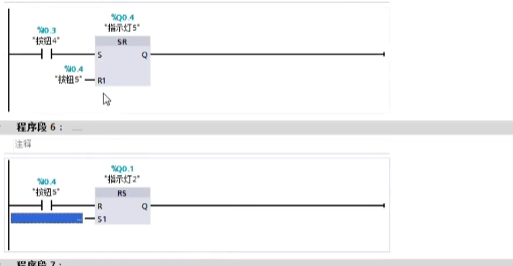 %Q0.4
%I0.3
"指示灯5"
"按钮4"
SR
S
Q
%I0.4
"按钮5"
R1
程序段 6：
注释
%Q0.1
%I0.4
"指示灯2"
"按钮5"
RS
R
Q
...
S1
程序段 7：